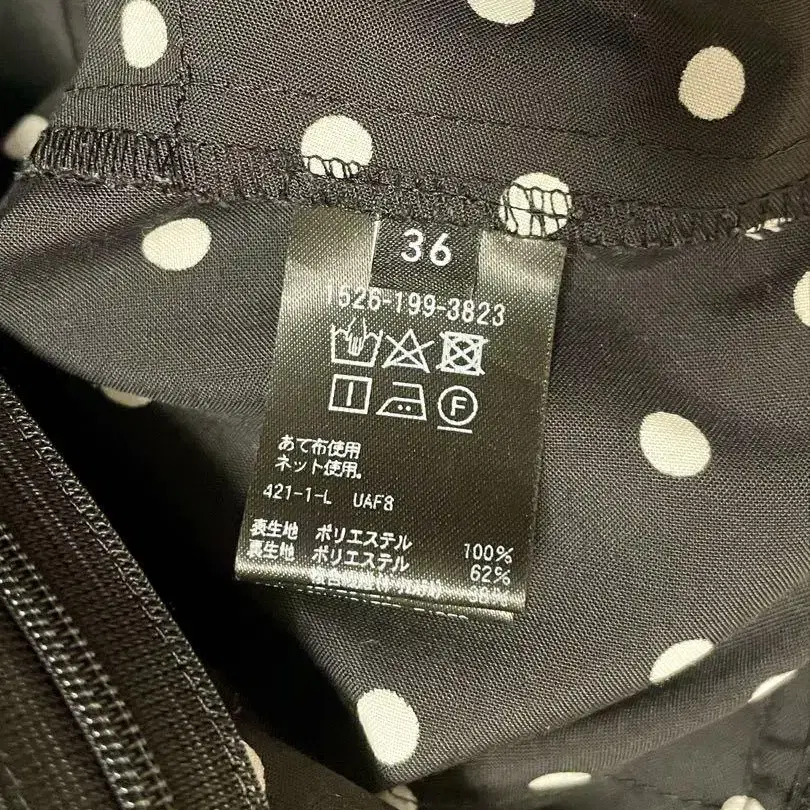 36
1526-199-3823
F
あて布使用
ネット使用。
421-1-L UAF8
表生地 ポリエステル 100%
裏生地 ポリエステル 62%